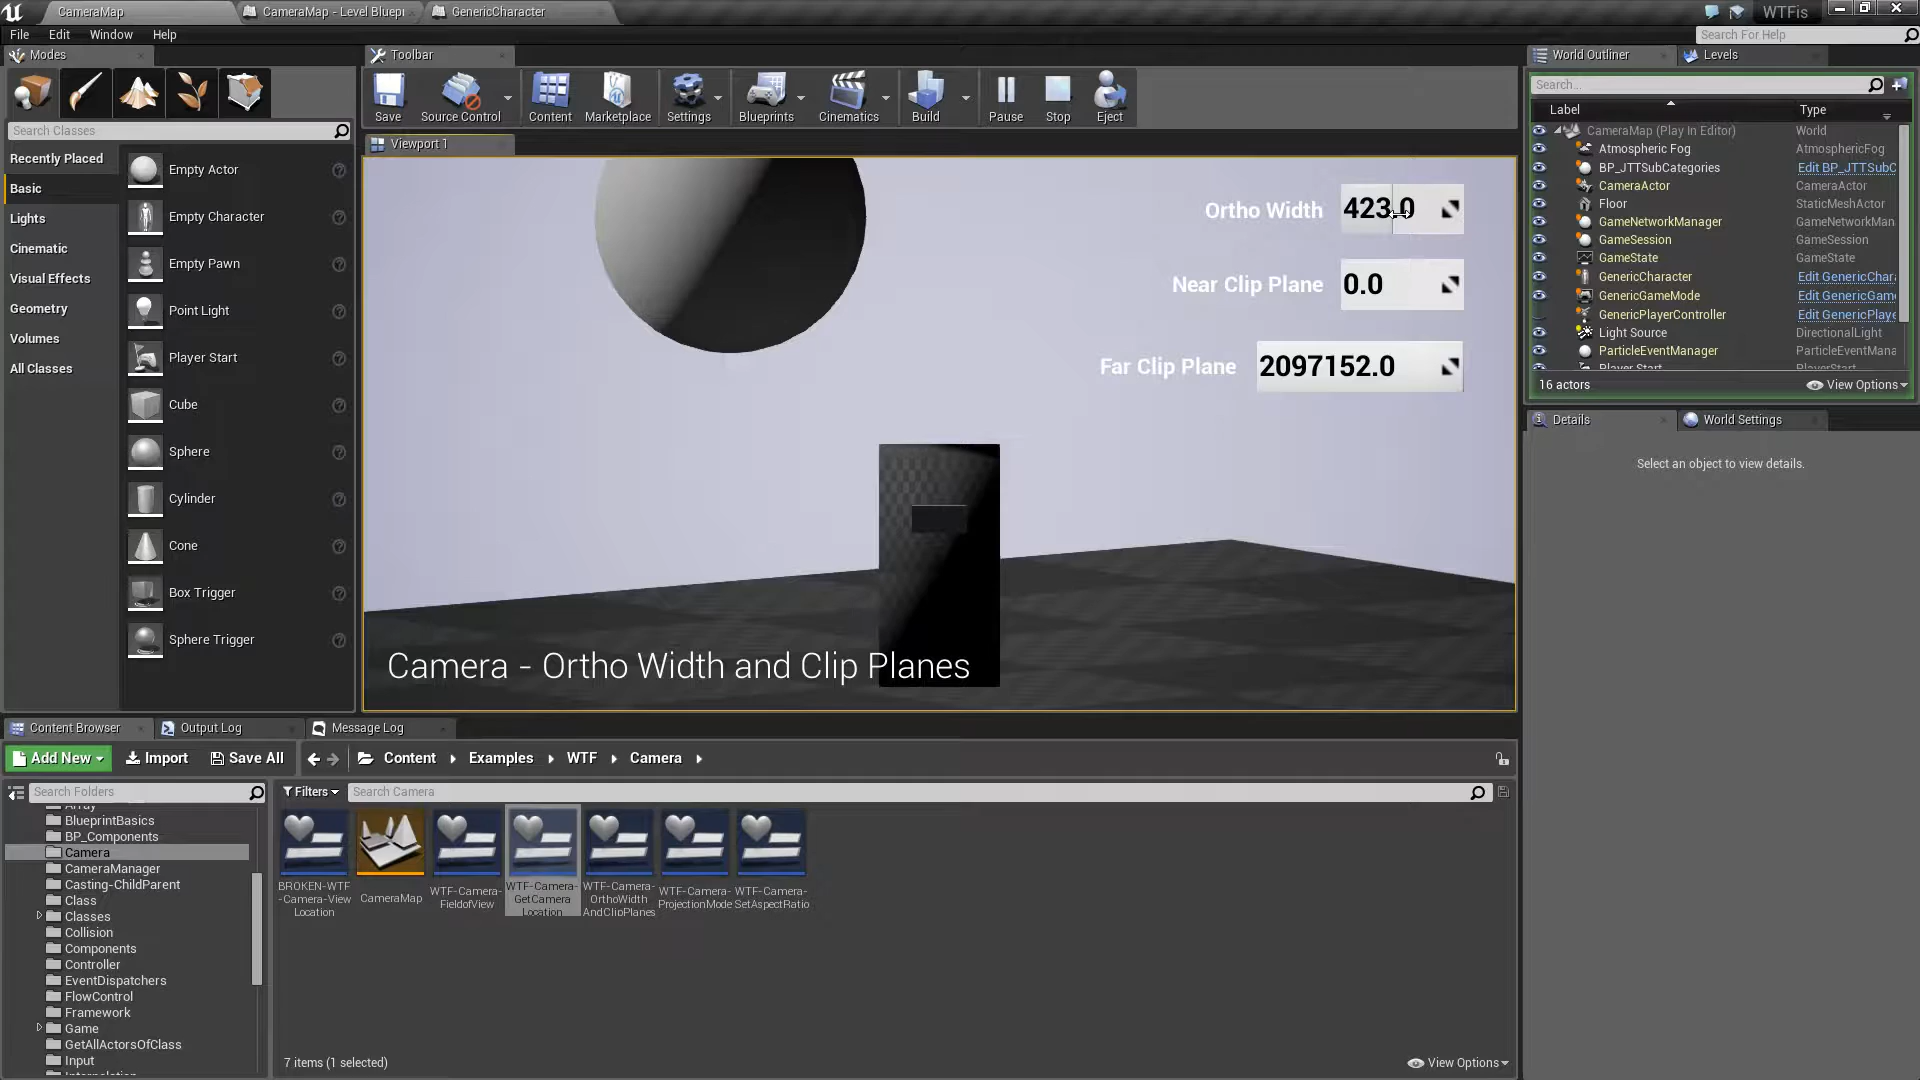 CameraMap
CameraMap - Level Bluepr
GenericCharacter
WTFis
File
Edit
Window
Help
Search For Help
Modes
Toolbar
World Outliner
Levels
Search...
Save
Source Control
Content
Marketplace
Settings
Blueprints
Cinematics
Build
Pause
Stop
Eject
Label
Type
Search Classes
Viewport 1
Recently Placed
Basic
Lights
Cinematic
Visual Effects
Geometry
Volumes
All Classes
Empty Actor
Empty Character
Empty Pawn
Point Light
Player Start
Cube
Sphere
Cylinder
Cone
Box Trigger
Sphere Trigger
Ortho Width 423.0
Near Clip Plane 0.0
Far Clip Plane 2097152.0
Camera - Ortho Width and Clip Planes
CameraMap (Play In Editor) World
Atmospheric Fog AtmosphericFog
BP_JTTSubCategories Edit BP_JTTSubC
CameraActor CameraActor
Floor StaticMeshActor
GameNetworkManager GameNetworkMan
GameSession GameSession
GameState GameState
GenericCharacter Edit GenericChar
GenericGameMode Edit GenericGame
GenericPlayerController Edit GenericPlaye
Light Source DirectionalLight
ParticleEventManager ParticleEventMana
Player Start PlayerStart
16 actors
View Options
Details
World Settings
Select an object to view details.
Content Browser
Output Log
Message Log
Add New
Import
Save All
Content
Examples
WTF
Camera
Search Folders
Filters
Search Camera
Array
BlueprintBasics
BP_Components
Camera
CameraManager
Casting-ChildParent
Class
Classes
Collision
Components
Controller
EventDispatchers
FlowControl
Framework
Game
GetAllActorsOfClass
Input
Interpolation
BROKEN-WTF
-Camera-View
Location
CameraMap
WTF-Camera-
FieldofView
WTF-Camera-
GetCamera
Location
WTF-Camera-
OrthoWidth
AndClipPlanes
WTF-Camera-
ProjectionMode
WTF-Camera-
SetAspectRatio
7 items (1 selected)
View Options